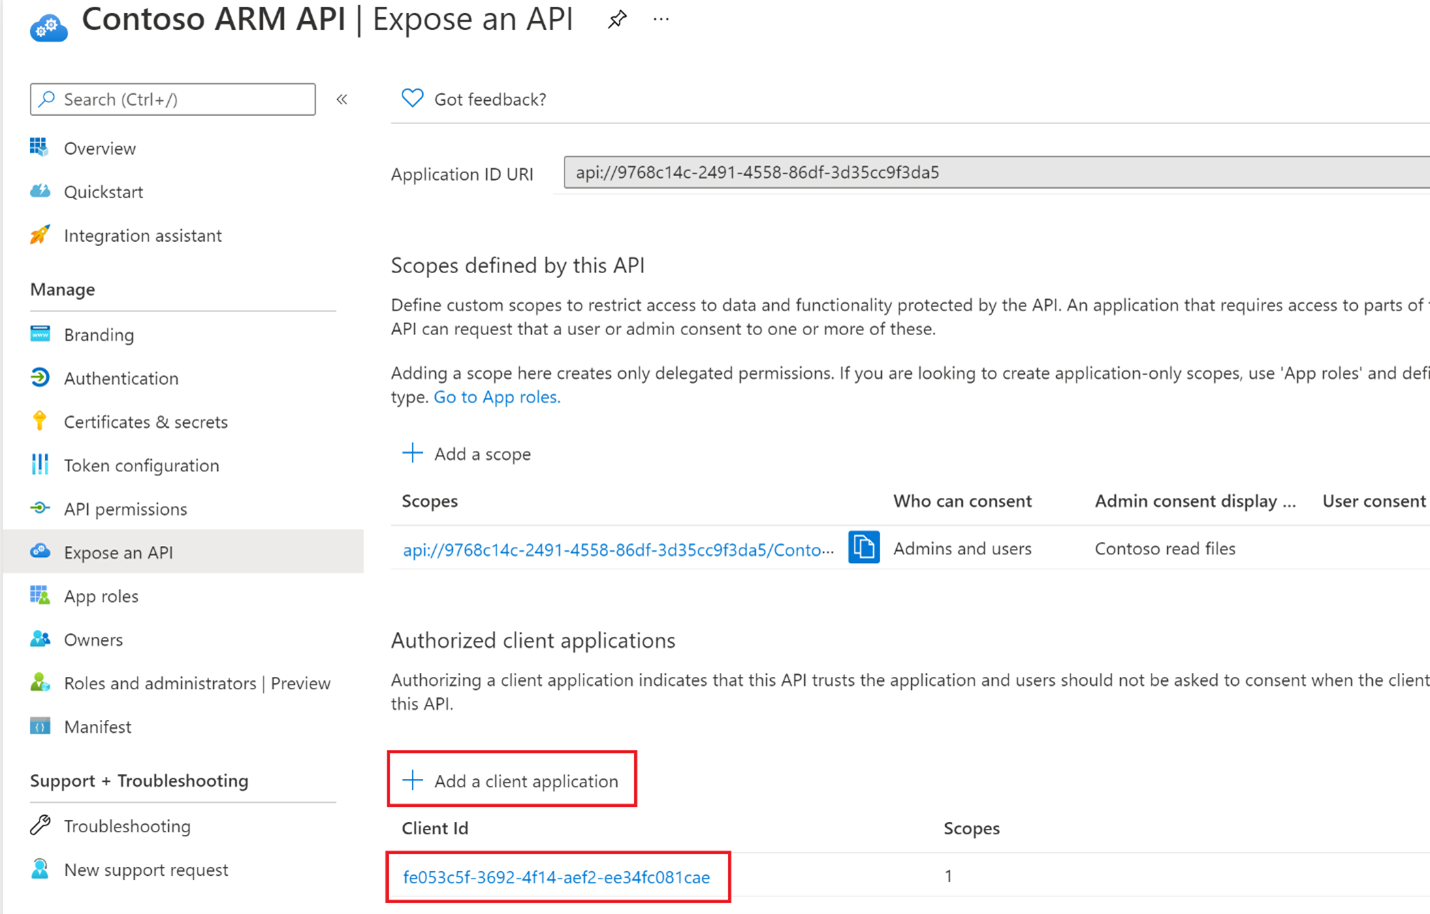 Contoso ARM API | Expose an API
Search (Ctrl+/)
Overview
Quickstart
Integration assistant
Manage
Branding
Authentication
Certificates & secrets
Token configuration
API permissions
Expose an API
App roles
Owners
Roles and administrators | Preview
Manifest
Support + Troubleshooting
Troubleshooting
New support request
Got feedback?
Application ID URI api://9768c14c-2491-4558-86df-3d35cc9f3da5
Scopes defined by this API
Define custom scopes to restrict access to data and functionality protected by the API. An application that requires access to parts of
API can request that a user or admin consent to one or more of these.
Adding a scope here creates only delegated permissions. If you are looking to create application-only scopes, use 'App roles' and defi
type. Go to App roles.
Add a scope
Scopes Who can consent Admin consent display ... User consent
api://9768c14c-2491-4558-86df-3d35cc9f3da5/Conto... Admins and users Contoso read files
Authorized client applications
Authorizing a client application indicates that this API trusts the application and users should not be asked to consent when the client
this API.
Add a client application
Client Id Scopes
fe053c5f-3692-4f14-aef2-ee34fc081cae 1